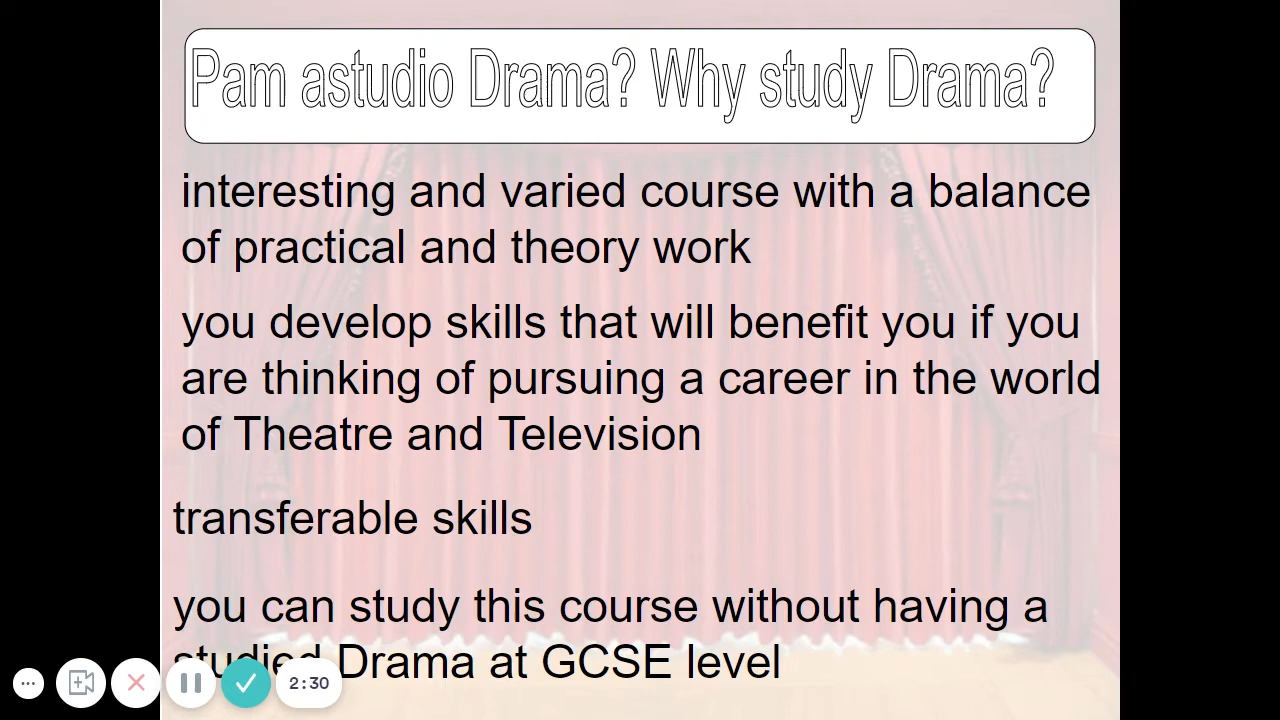 Pam astudio Drama? Why study Drama?
interesting and varied course with a balance
of practical and theory work
you develop skills that will benefit you if you
are thinking of pursuing a career in the world
of Theatre and Television
transferable skills
you can study this course without having a
studied Drama at GCSE level
2:30